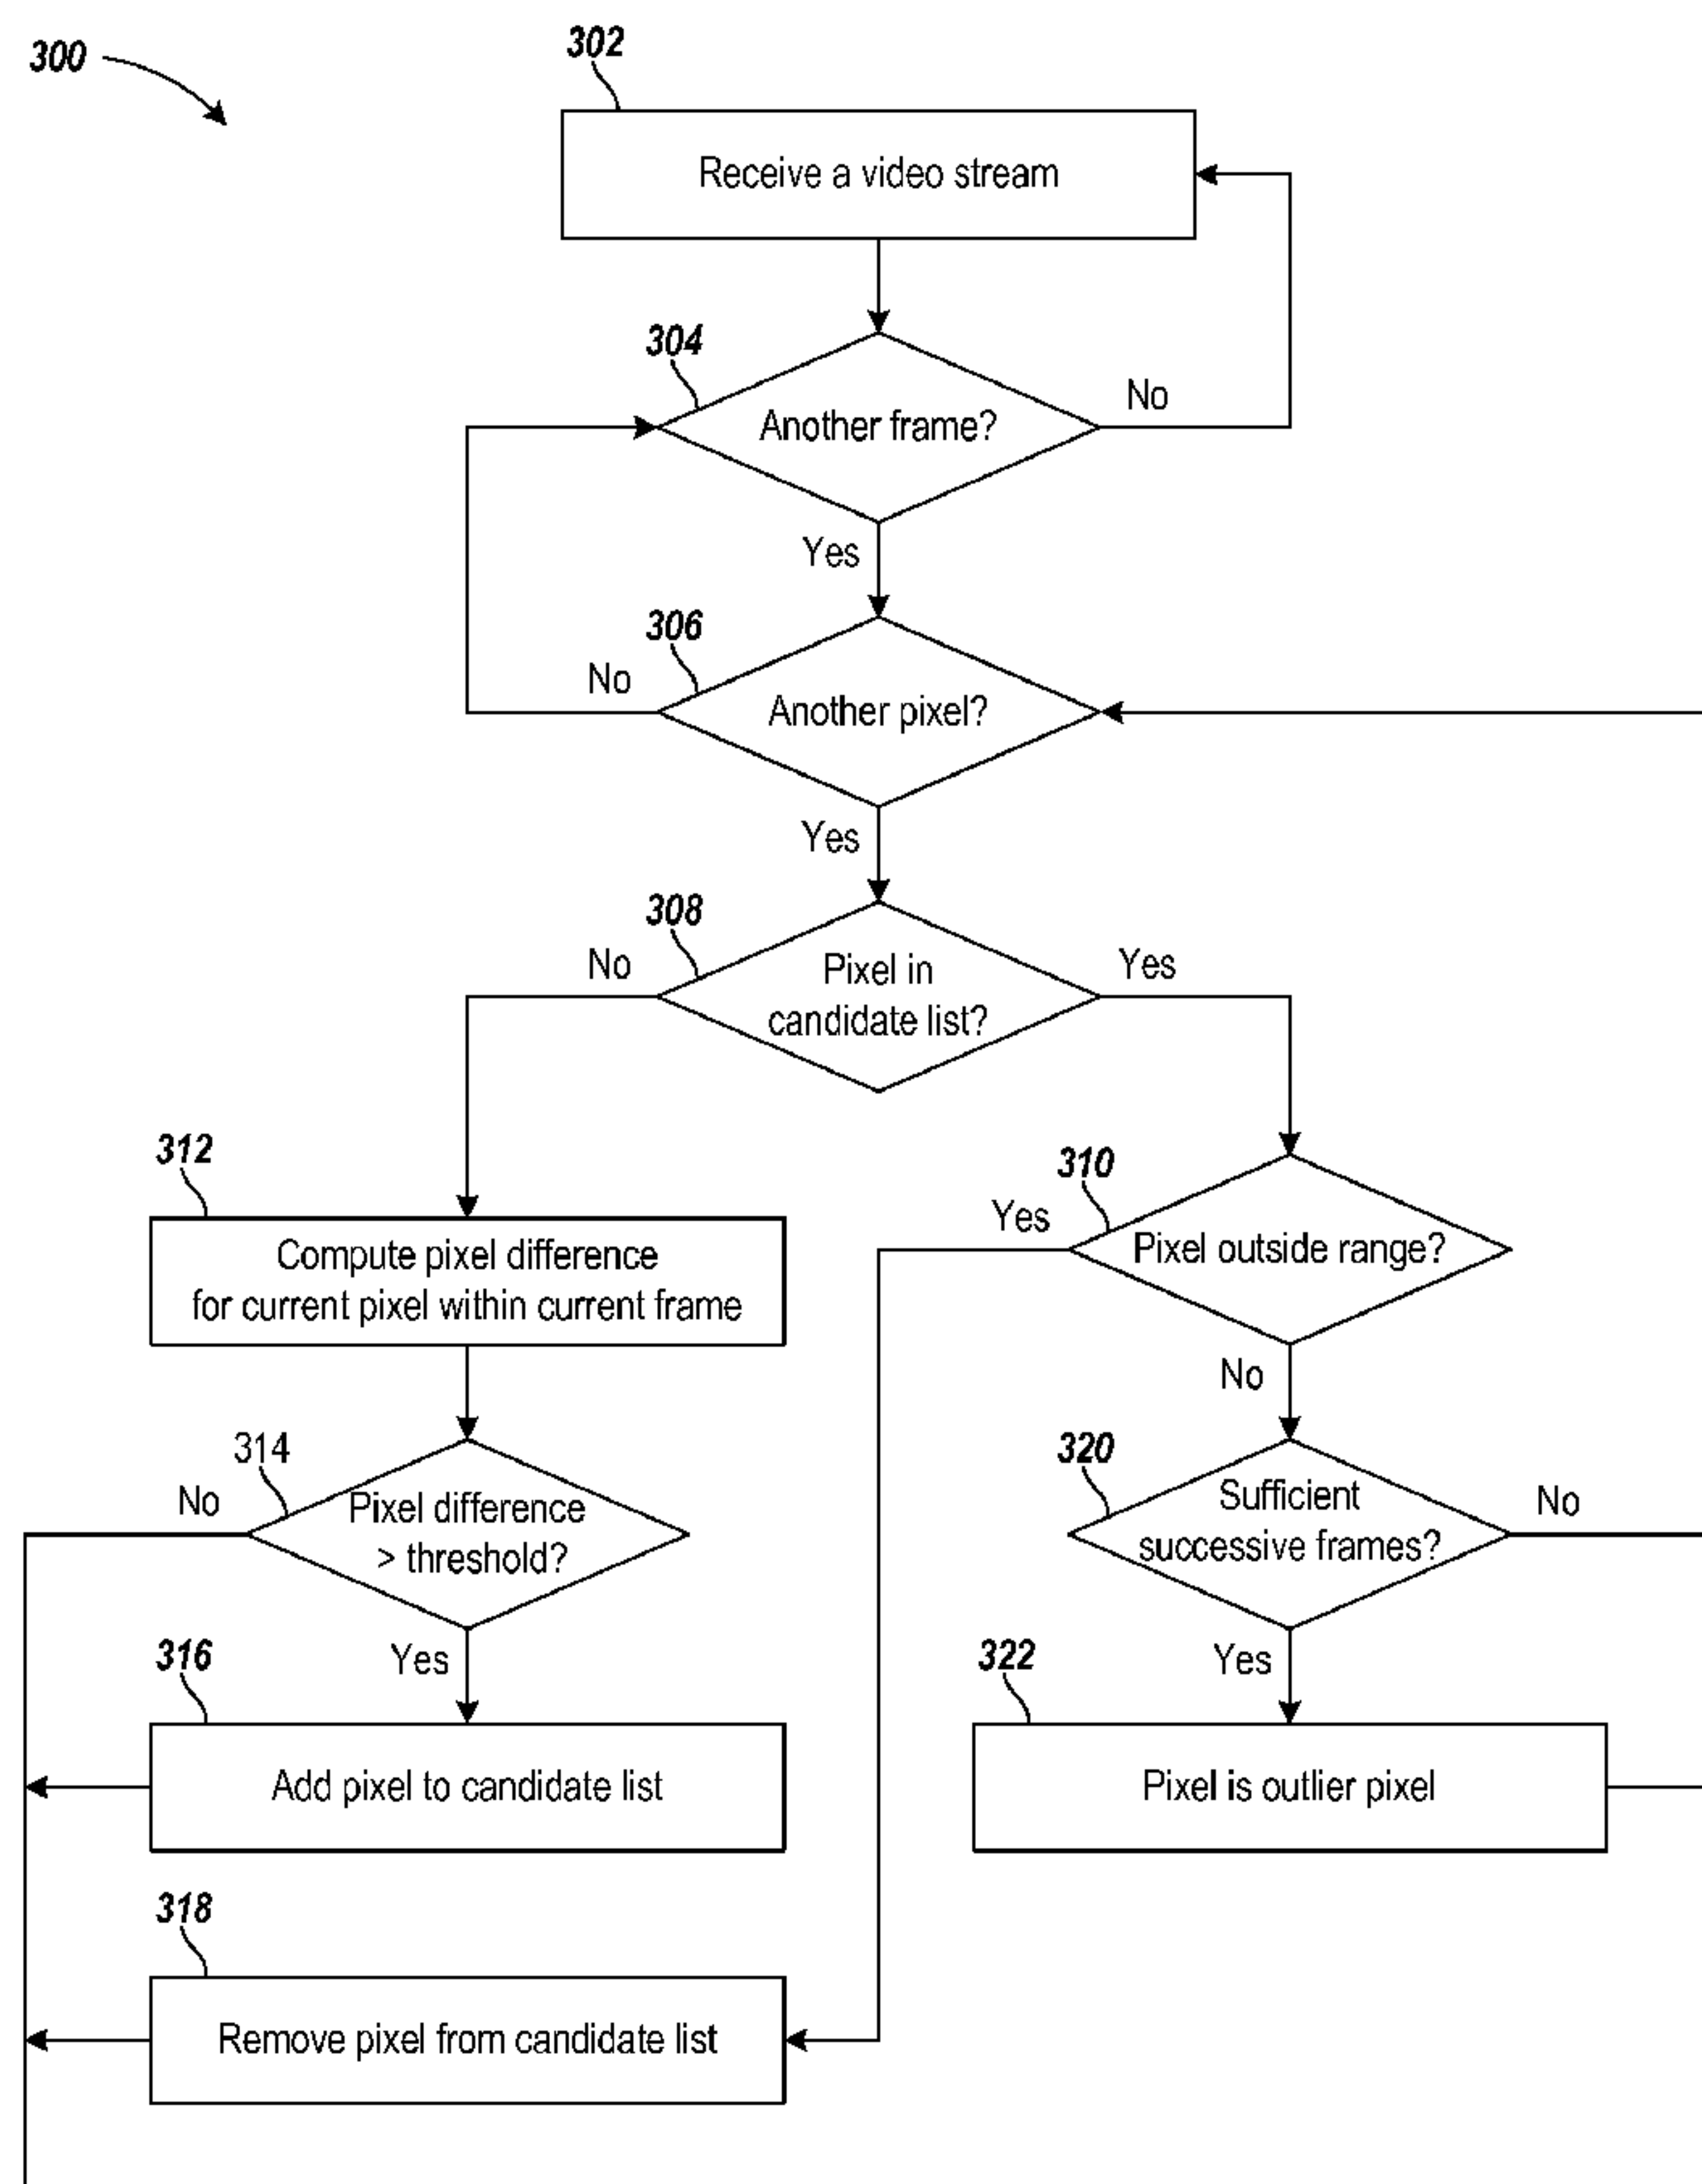 300
302
Receive a video stream
304
Another frame?
No
Yes
306
No
Another pixel?
Yes
308
No
Pixel in
candidate list?
Yes
312
Compute pixel difference
for current pixel within current frame
310
Yes
Pixel outside range?
No
314
No
Pixel difference
> threshold?
Yes
320
Sufficient
successive frames?
No
Yes
316
Add pixel to candidate list
322
Pixel is outlier pixel
318
Remove pixel from candidate list